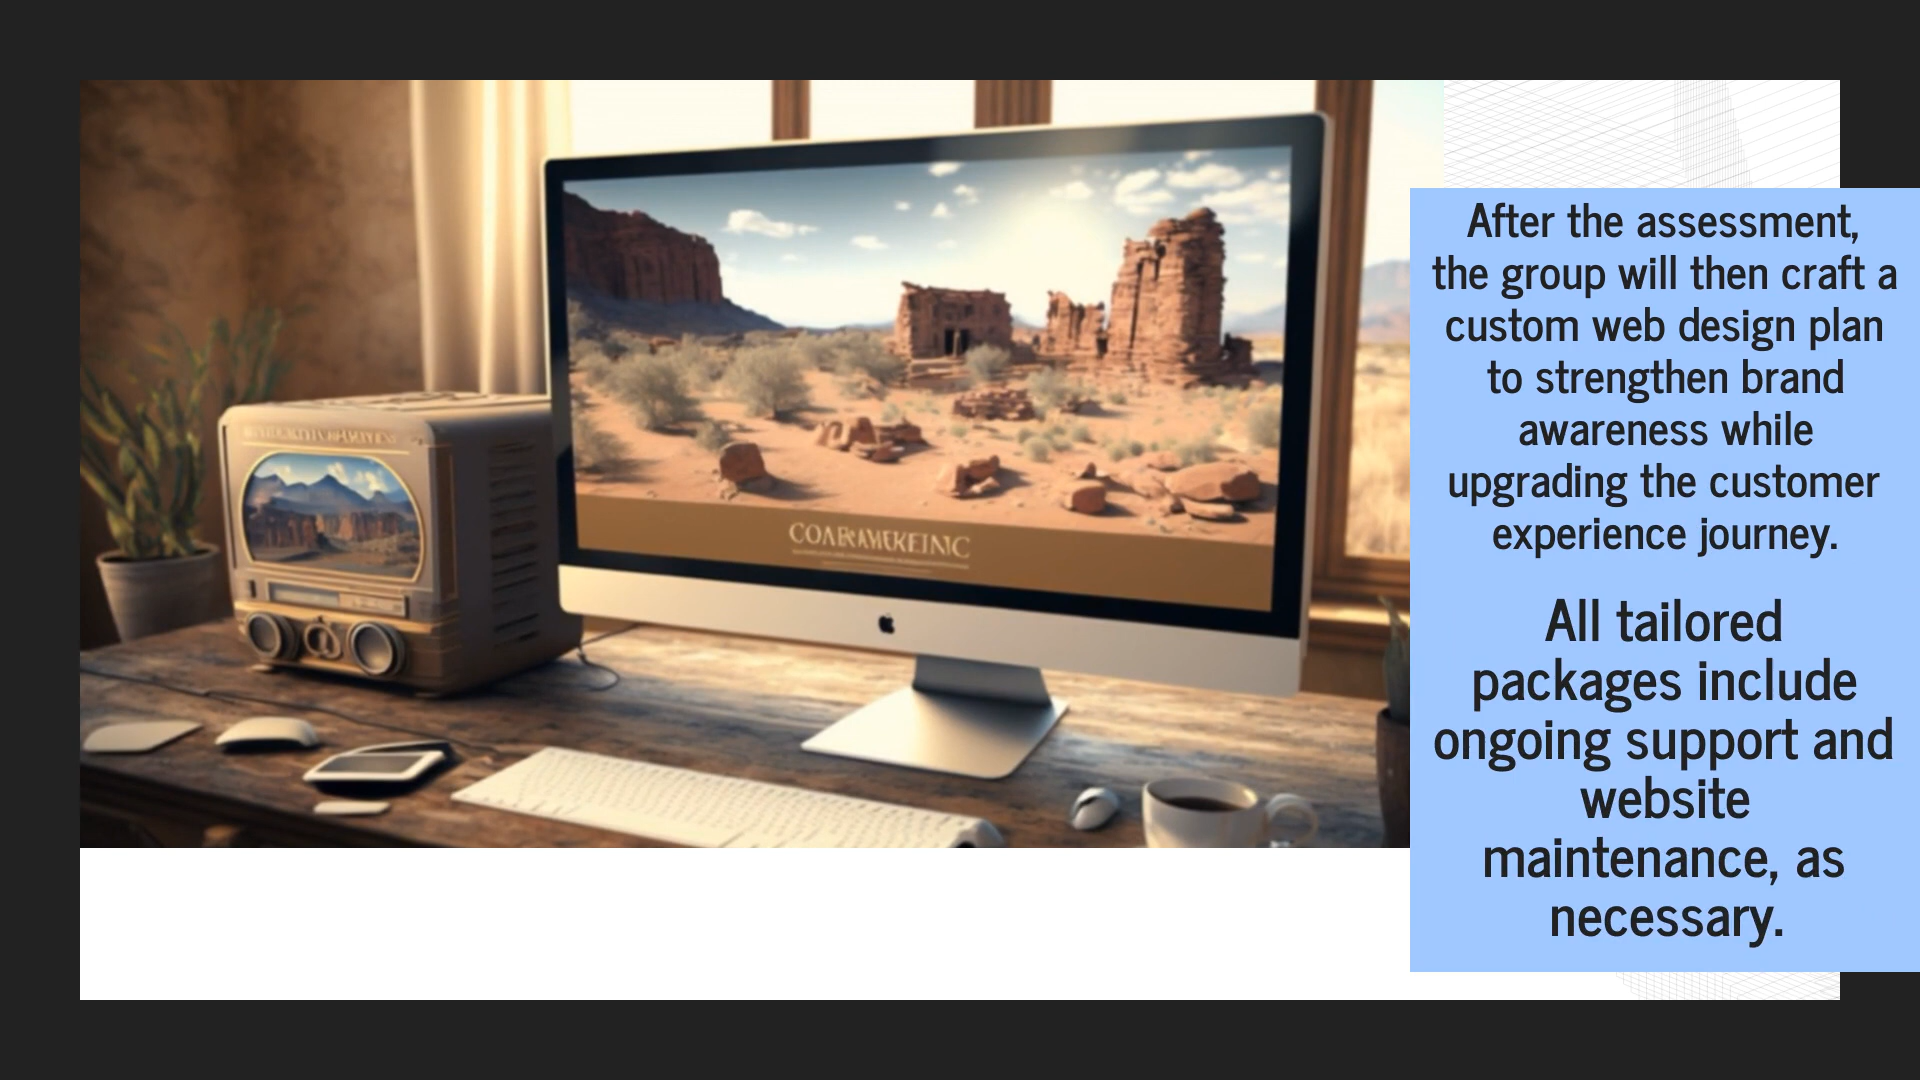 After the assessment,
the group will then craft a
custom web design plan
to strengthen brand
awareness while
upgrading the customer
experience journey.
All tailored
packages include
ongoing support and
website
maintenance, as
necessary.